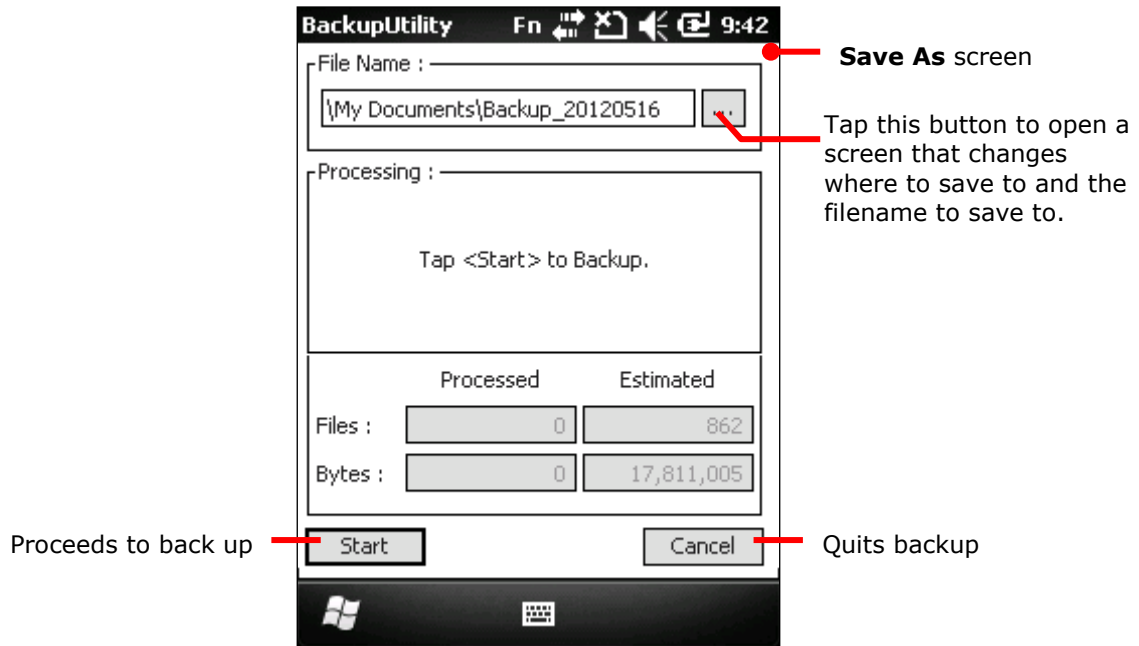 BackupUtility Fn 9:42
Save As screen
File Name :
\My Documents\Backup_20120516 ...
Tap this button to open a
screen that changes
where to save to and the
filename to save to.
Processing :
Tap <Start> to Backup.
Processed Estimated
Files : 0 862
Bytes : 0 17,811,005
Proceeds to back up
Start
Cancel
Quits backup